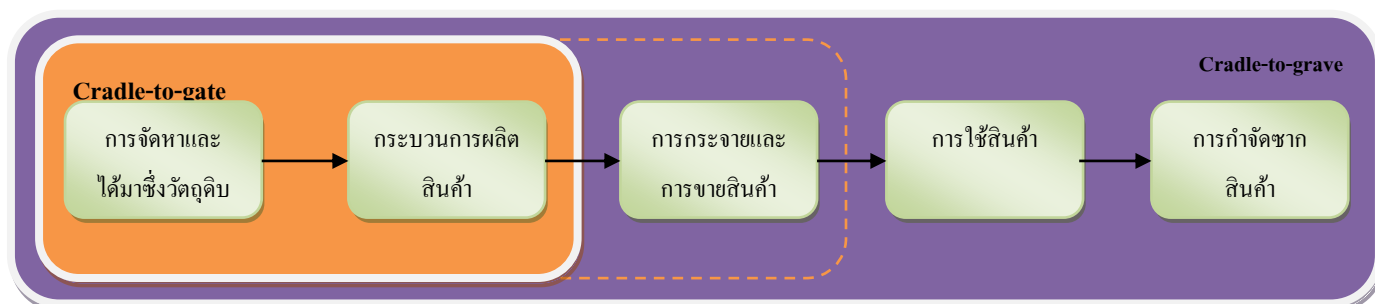 Cradle-to-grave
Cradle-to-gate
การจัดหาและ
ได้มาซึ่งวัตถุดิบ
กระบวนการผลิต
สินค้า
การกระจายและ
การขายสินค้า
การใช้สินค้า
การกำจัดซาก
สินค้า